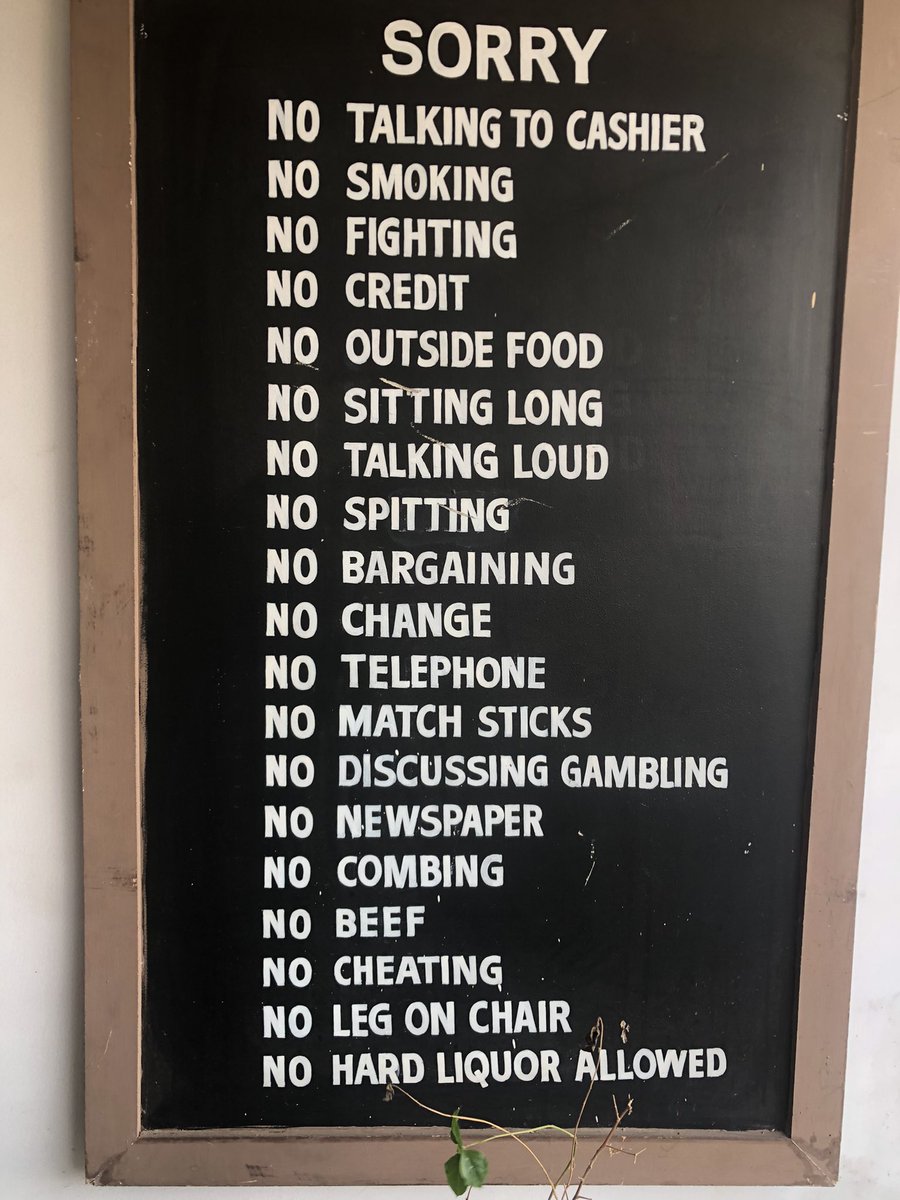 SORRY
NO TALKING TO CASHIER
NO SMOKING
NO FIGHTING
NO CREDIT
NO OUTSIDE FOOD
NO SITTING LONG
NO TALKING LOUD
NO SPITTING
NO BARGAINING
NO CHANGE
NO TELEPHONE
NO MATCH STICKS
NO DISCUSSING GAMBLING
NO NEWSPAPER
NO COMBING
NO BEEF
NO CHEATING
NO LEG ON CHAIR
NO HARD LIQUOR ALLOWED